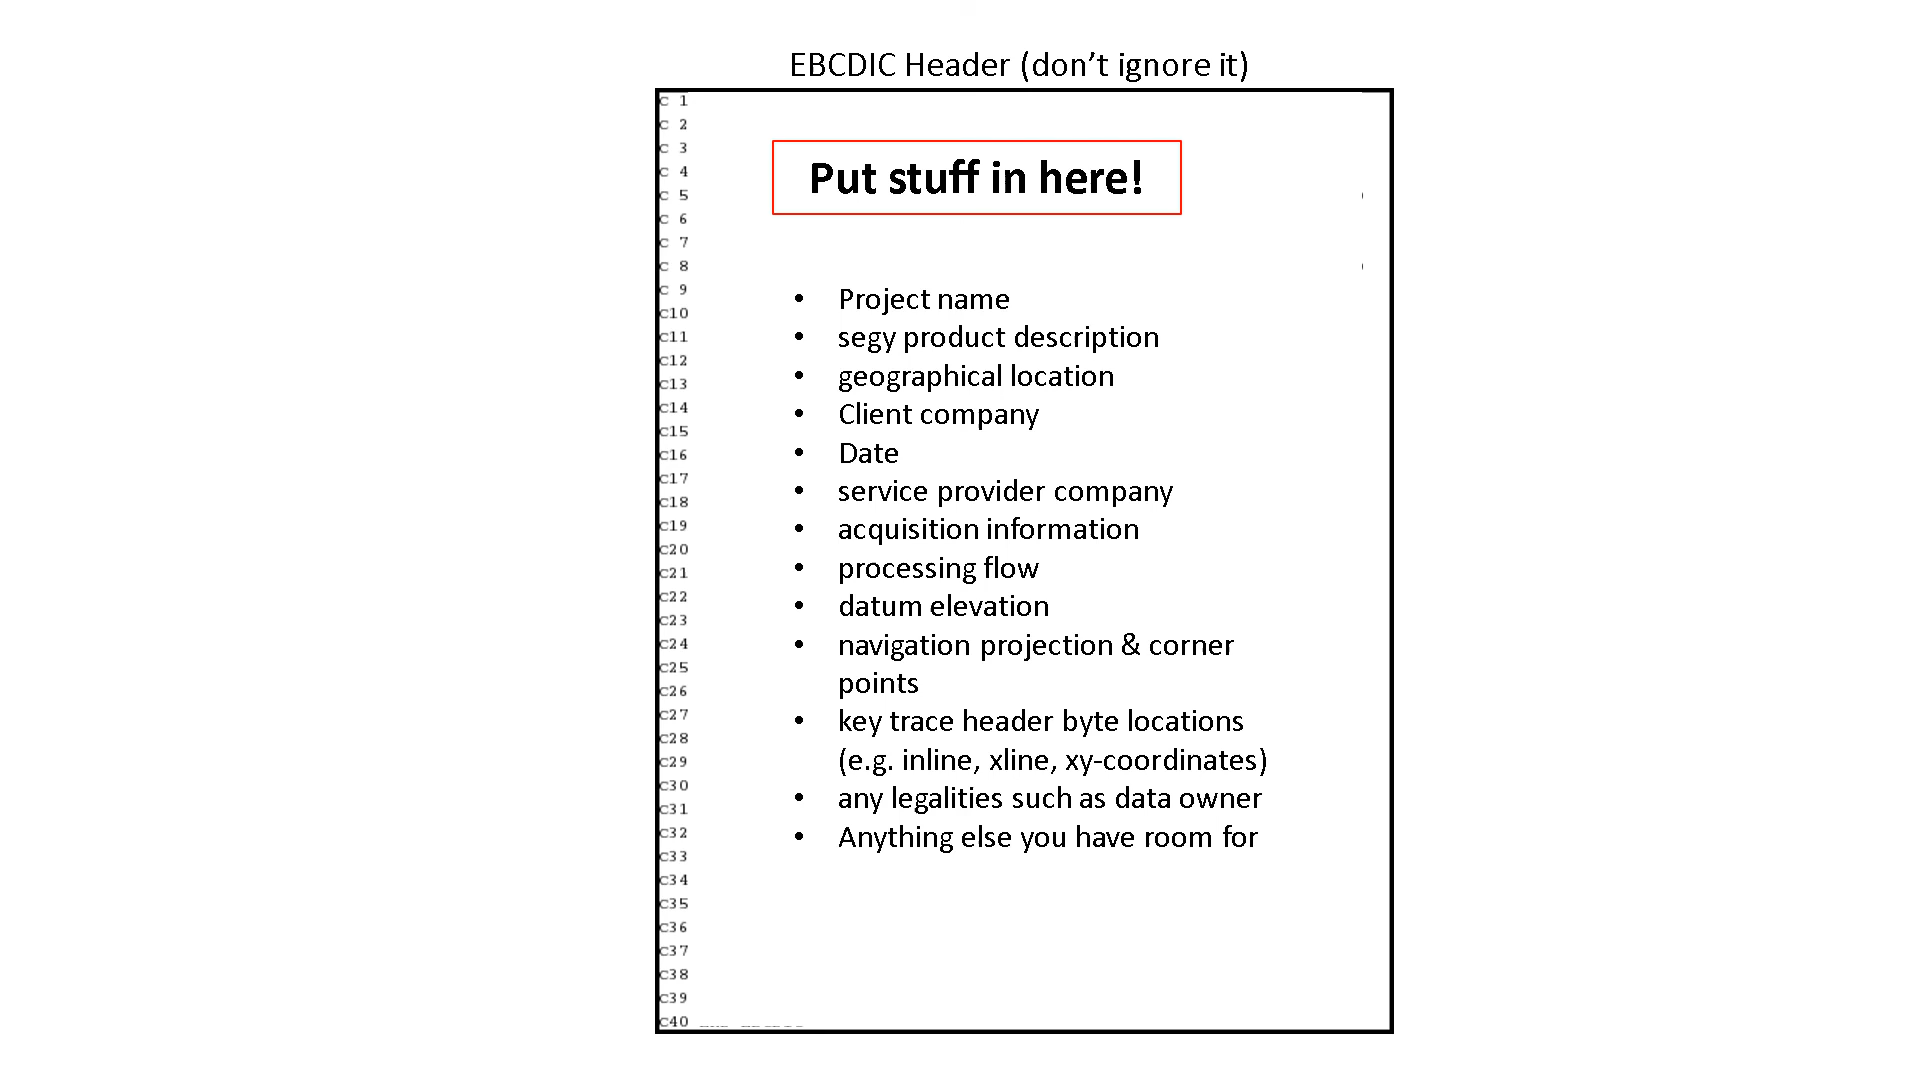 EBCDIC Header (don’t ignore it)
C 1
C 2
C 3
C 4
C 5
C 6
C 7
C 8
C 9
C10
C11
C12
C13
C14
C15
C16
C17
C18
C19
C20
C21
C22
C23
C24
C25
C26
C27
C28
C29
C30
C31
C32
C33
C34
C35
C36
C37
C38
C39
C40
Put stuff in here!
• Project name
• segy product description
• geographical location
• Client company
• Date
• service provider company
• acquisition information
• processing flow
• datum elevation
• navigation projection & corner
points
• key trace header byte locations
(e.g. inline, xline, xy-coordinates)
• any legalities such as data owner
• Anything else you have room for